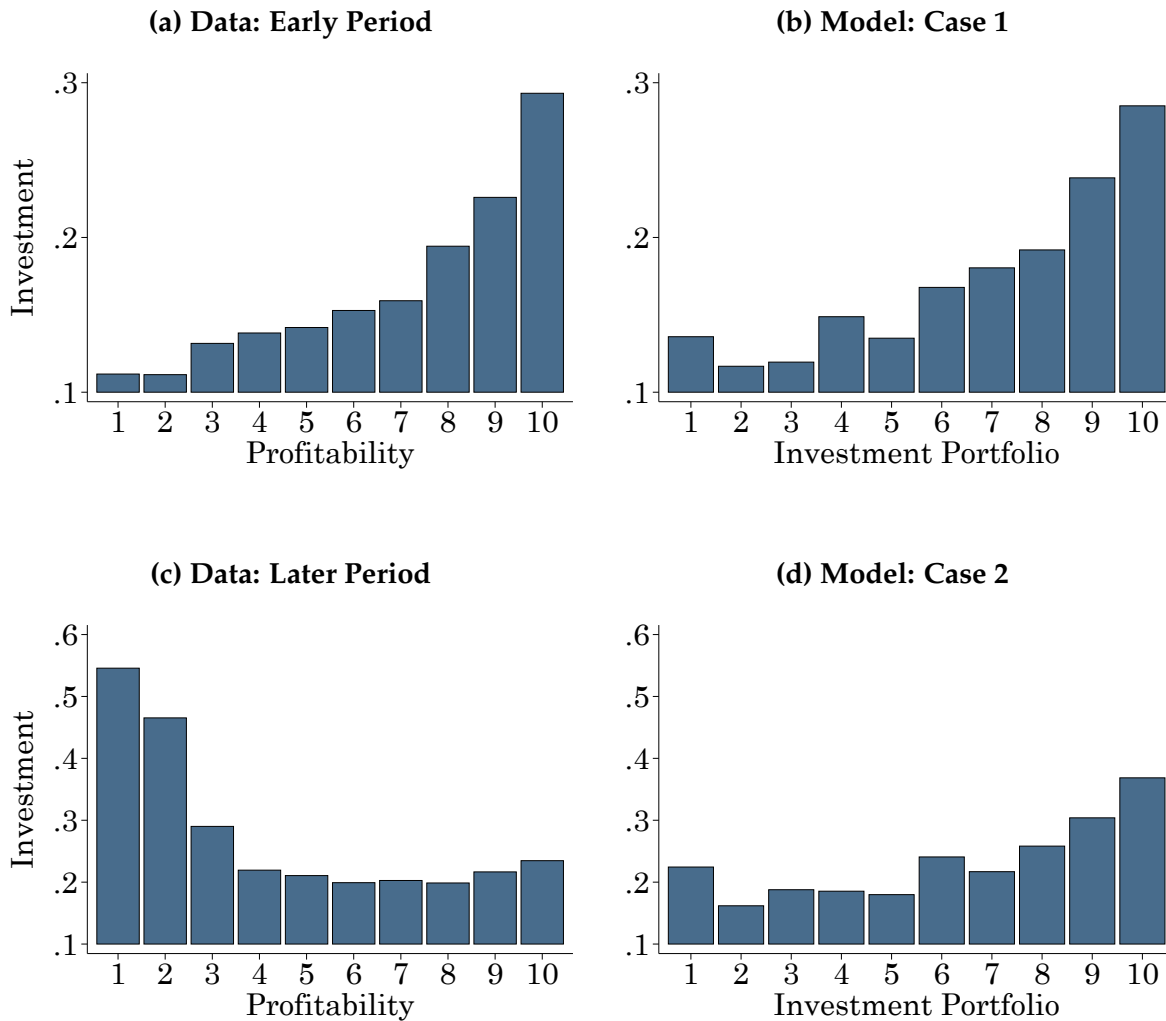 (a) Data: Early Period
Investment
.3
.2
.1
1 2 3 4 5 6 7 8 9 10
Profitability
(b) Model: Case 1
.3
.2
.1
1 2 3 4 5 6 7 8 9 10
Investment Portfolio
(c) Data: Later Period
Investment
.6
.5
.4
.3
.2
.1
1 2 3 4 5 6 7 8 9 10
Profitability
(d) Model: Case 2
.6
.5
.4
.3
.2
.1
1 2 3 4 5 6 7 8 9 10
Investment Portfolio